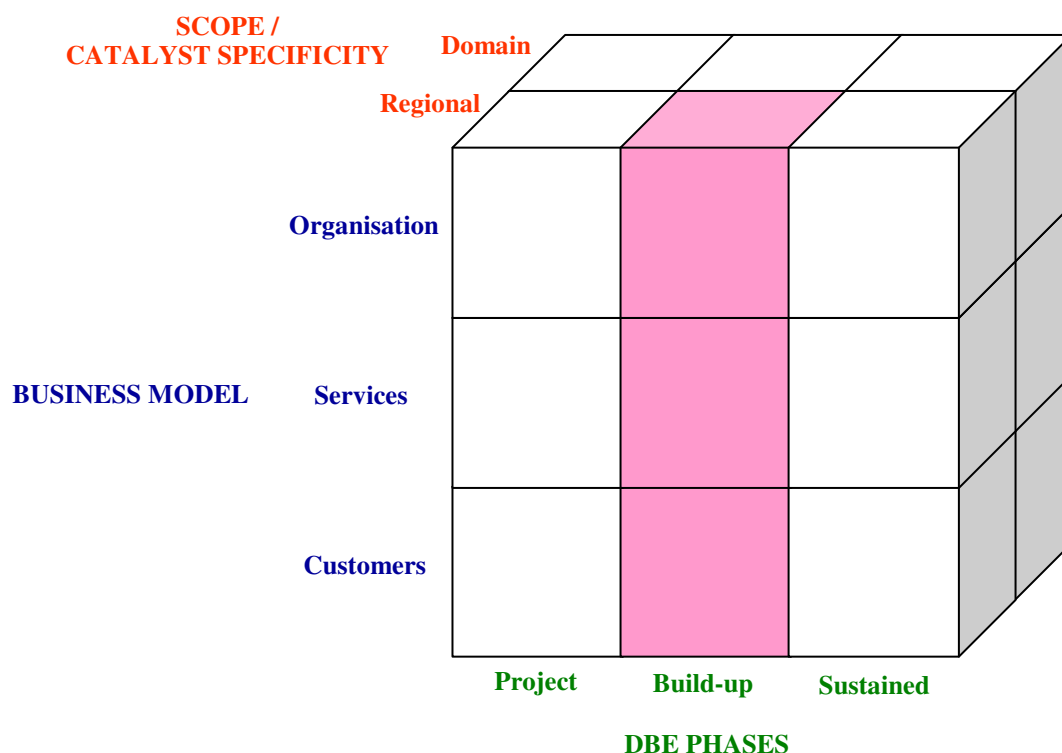 SCOPE /
CATALYST SPECIFICITY
Domain
Regional
Organisation
BUSINESS MODEL
Services
Customers
Project
Build-up
Sustained
DBE PHASES